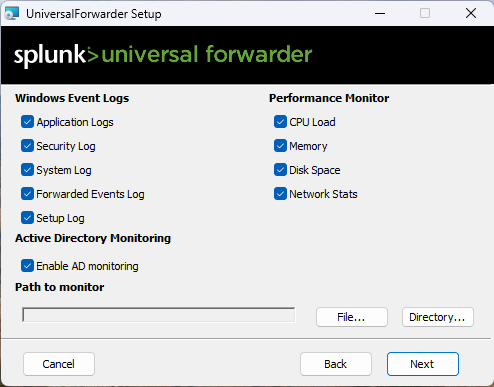 UniversalForwarder Setup
splunk> universal forwarder
Windows Event Logs
Application Logs
Security Log
System Log
Forwarded Events Log
Setup Log
Performance Monitor
CPU Load
Memory
Disk Space
Network Stats
Active Directory Monitoring
Enable AD monitoring
Path to monitor
File... Directory...
Cancel Back Next